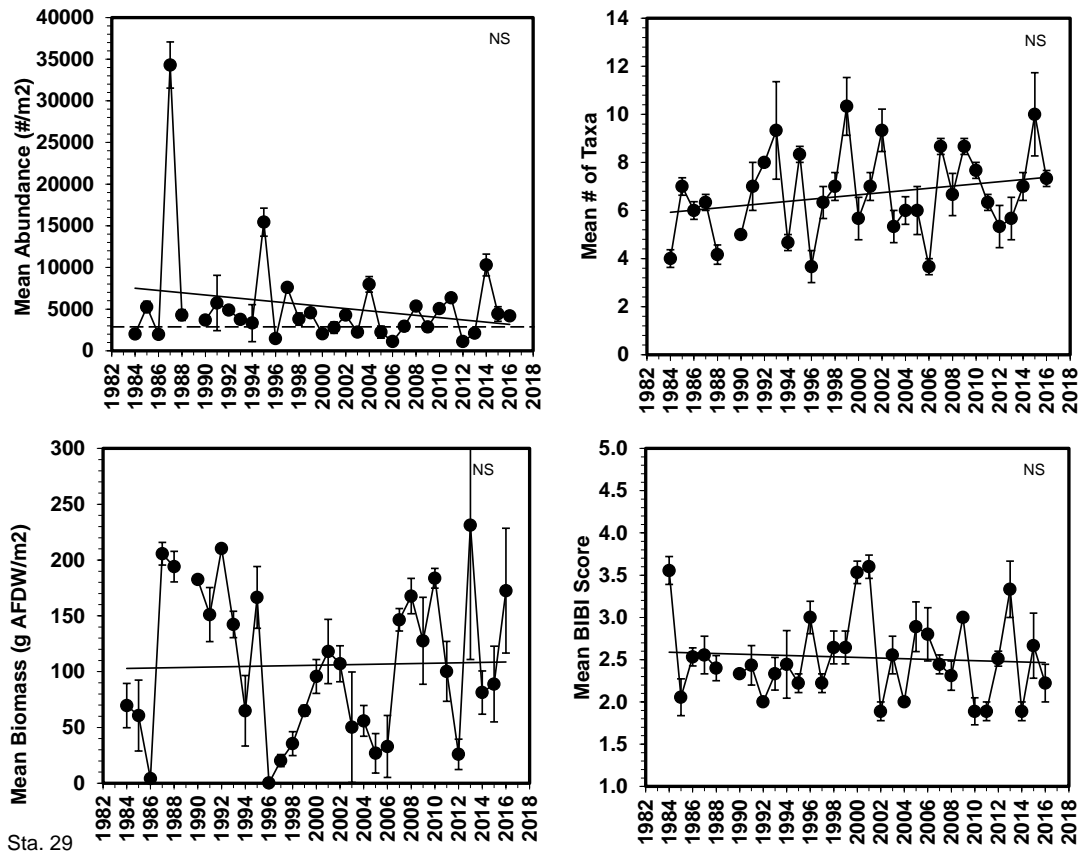 Mean Abundance (#/m2)
40000
35000
30000
25000
20000
15000
10000
5000
0
NS
1982 1984 1986 1988 1990 1992 1994 1996 1998 2000 2002 2004 2006 2008 2010 2012 2014 2016 2018
Mean # of Taxa
14
12
10
8
6
4
2
0
NS
1982 1984 1986 1988 1990 1992 1994 1996 1998 2000 2002 2004 2006 2008 2010 2012 2014 2016 2018
Mean Biomass (g AFDW/m2)
300
250
200
150
100
50
0
NS
1982 1984 1986 1988 1990 1992 1994 1996 1998 2000 2002 2004 2006 2008 2010 2012 2014 2016 2018
Mean BIBI Score
5.0
4.5
4.0
3.5
3.0
2.5
2.0
1.5
1.0
NS
1982 1984 1986 1988 1990 1992 1994 1996 1998 2000 2002 2004 2006 2008 2010 2012 2014 2016 2018
Sta. 29